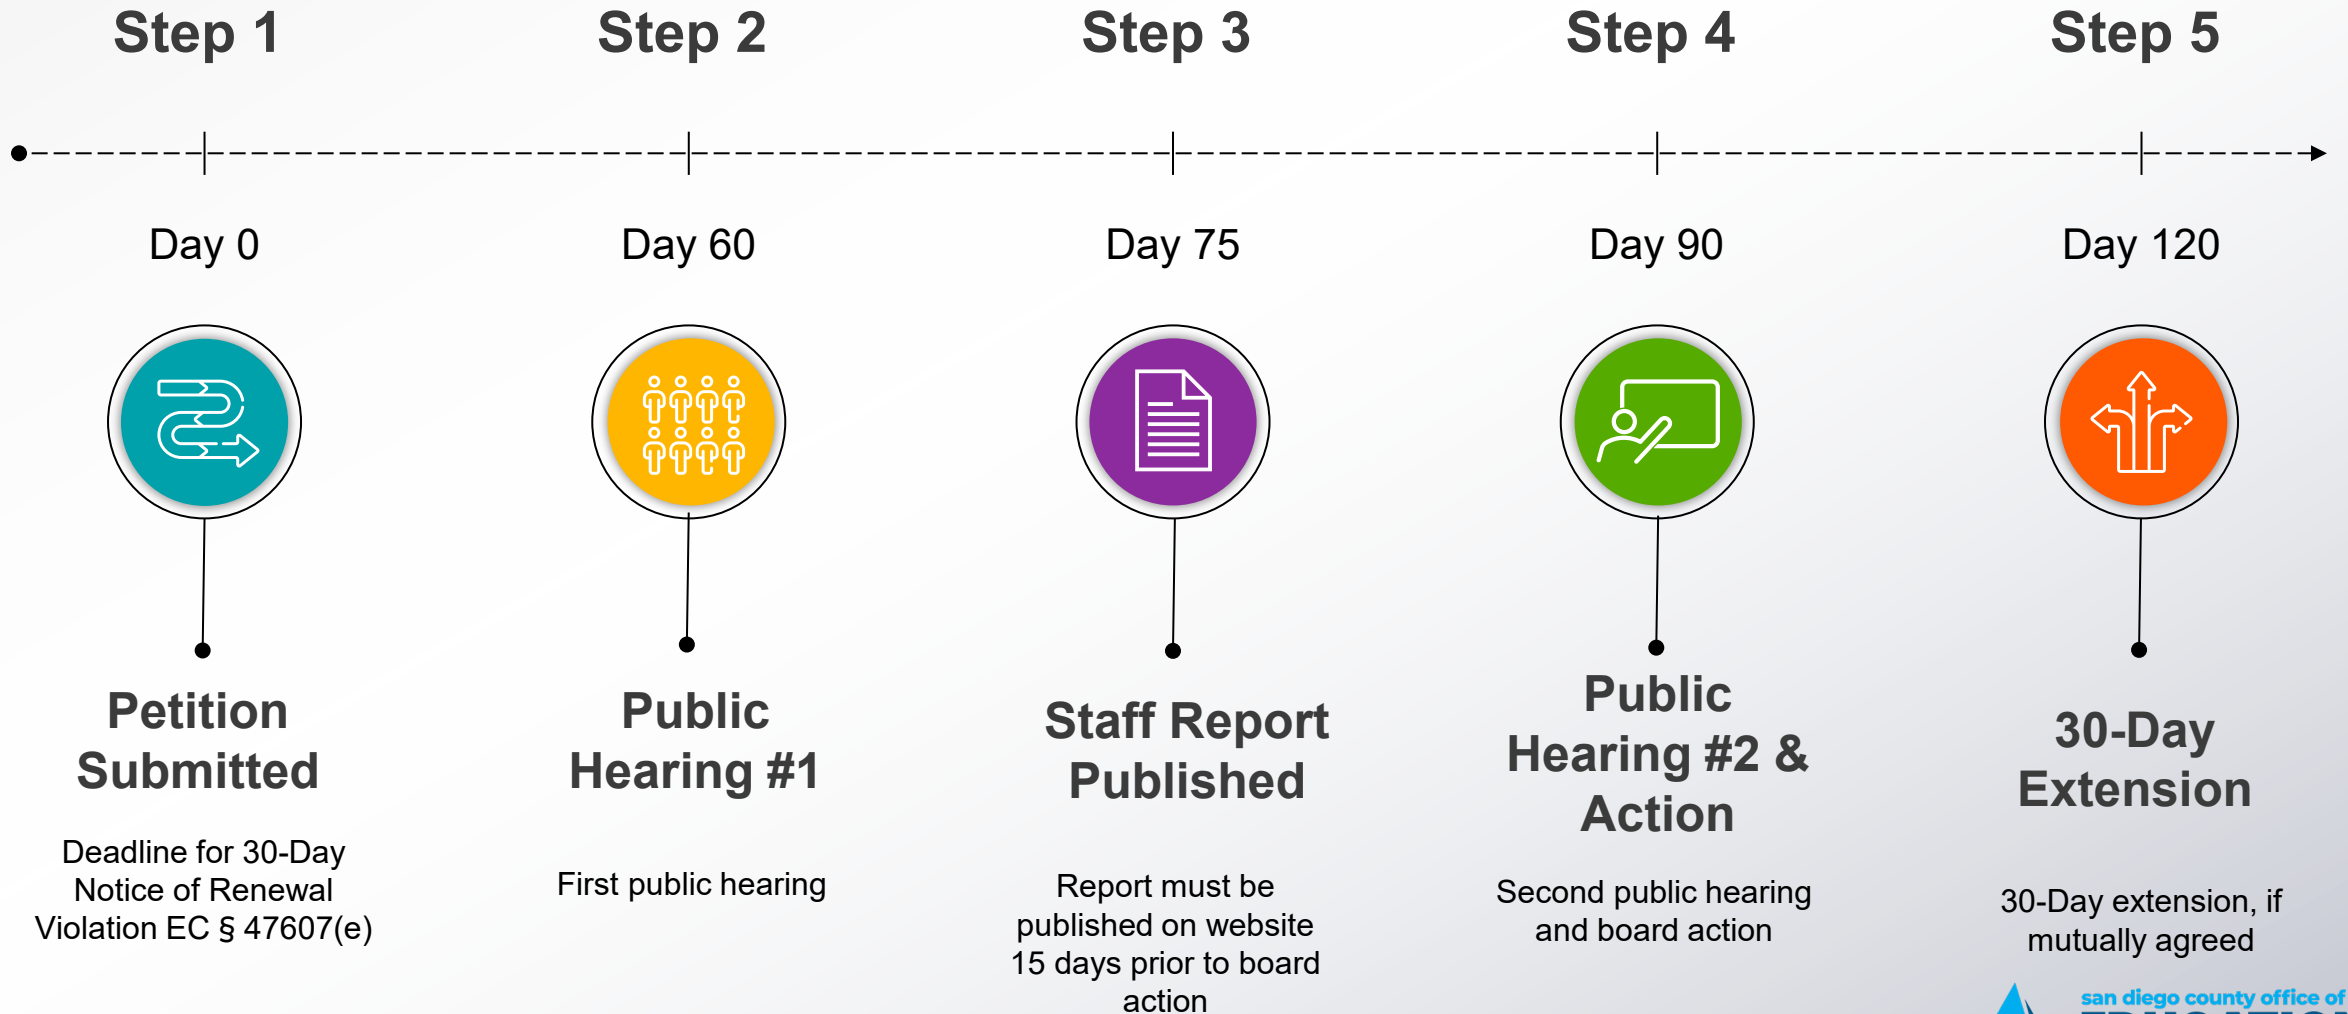 Step 1
Step 2
Step 3
Step 4
Step 5
Day 0
Day 60
Day 75
Day 90
Day 120
Petition
Submitted
Deadline for 30-Day
Notice of Renewal
Violation EC § 47607(e)
Public
Hearing #1
First public hearing
Staff Report
Published
Report must be
published on website
15 days prior to board
action
Public
Hearing #2 &
Action
Second public hearing
and board action
30-Day
Extension
30-Day extension, if
mutually agreed
san diego county office of